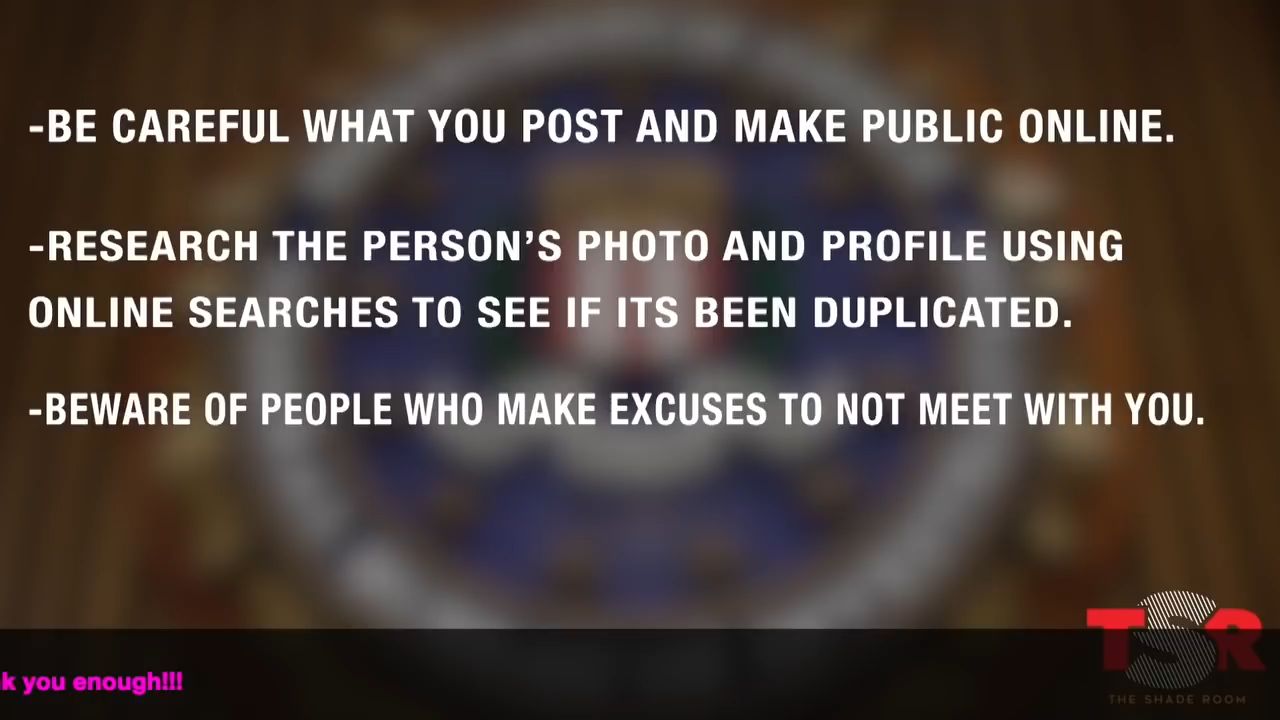 -BE CAREFUL WHAT YOU POST AND MAKE PUBLIC ONLINE.
-RESEARCH THE PERSON’S PHOTO AND PROFILE USING
ONLINE SEARCHES TO SEE IF ITS BEEN DUPLICATED.
-BEWARE OF PEOPLE WHO MAKE EXCUSES TO NOT MEET WITH YOU.
TSR
THE SHADE ROOM
k you enough!!!